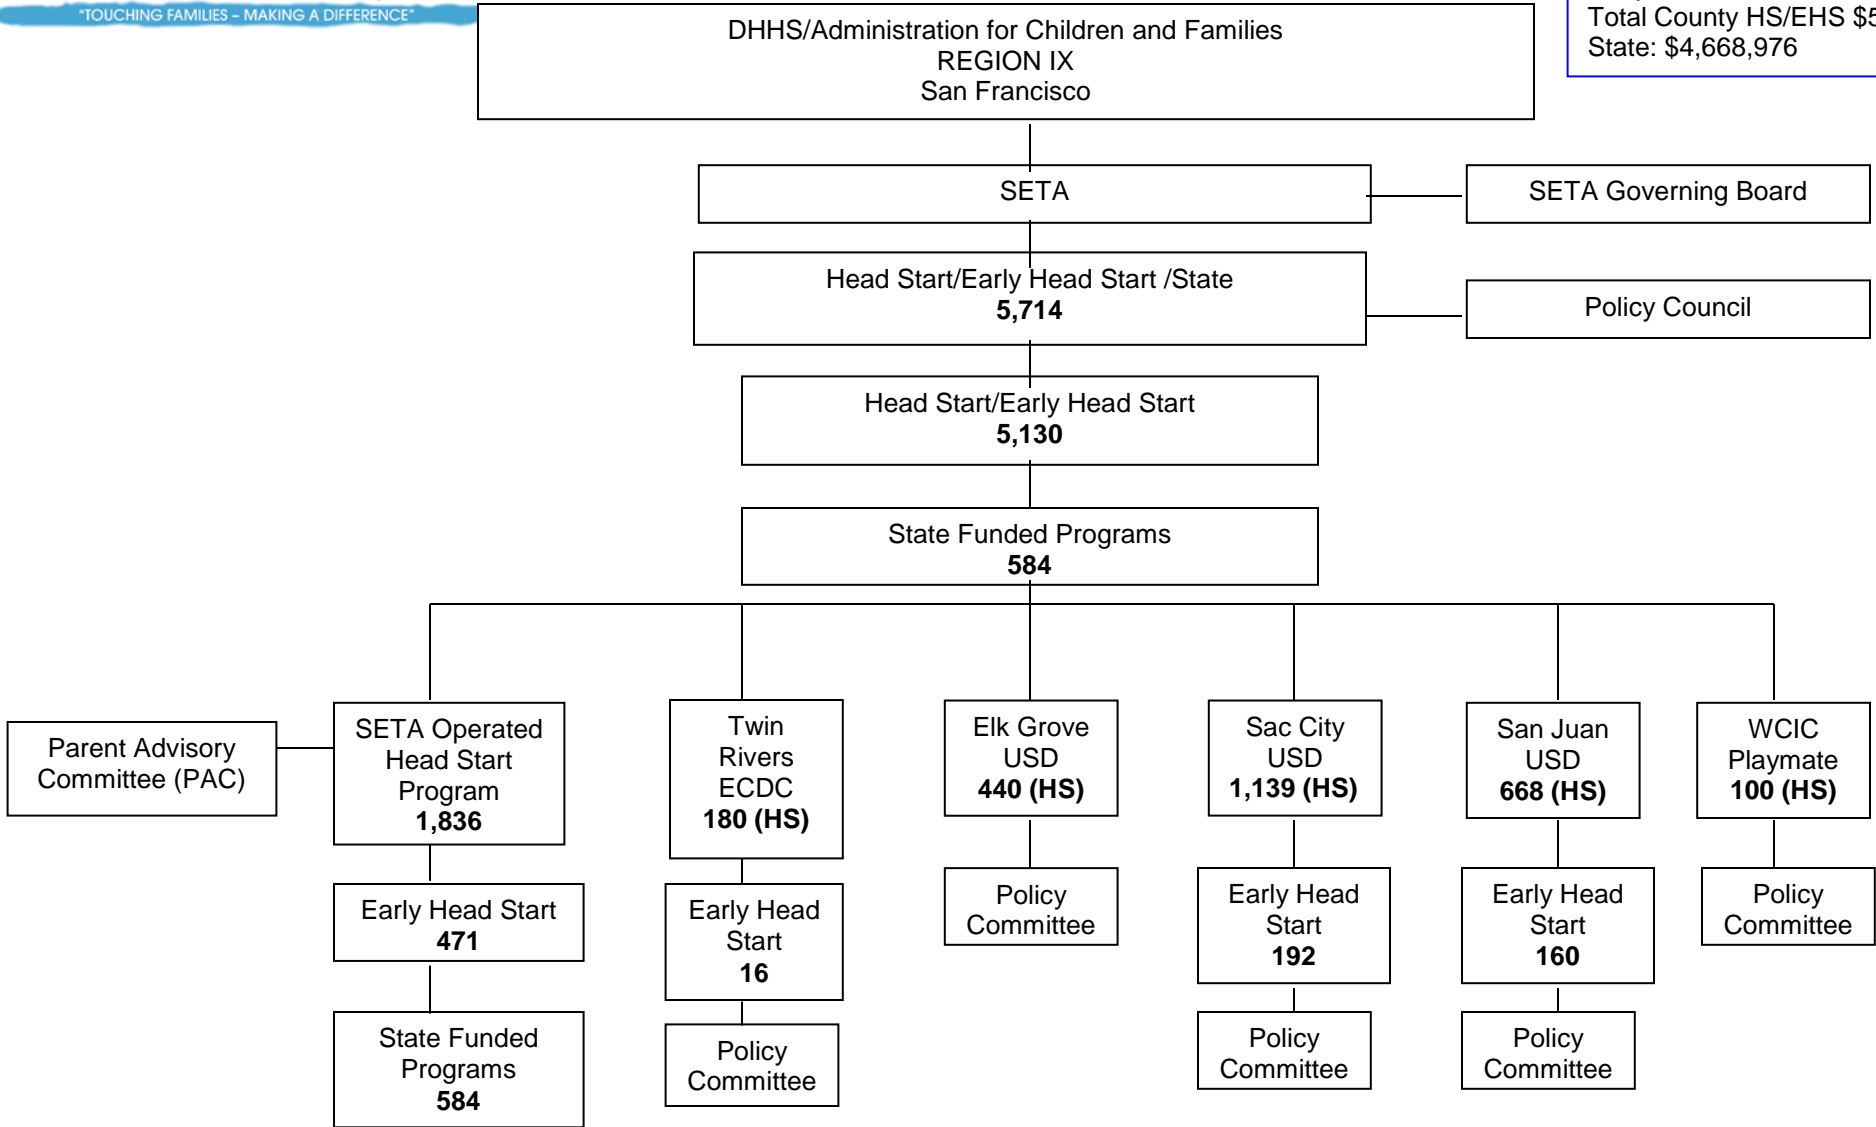 "TOUCHING FAMILIES – MAKING A DIFFERENCE"
Total County HS/EHS
State: $4,668,976
DHHS/Administration for Children and Families
REGION IX
San Francisco
SETA
SETA Governing Board
Head Start/Early Head Start /State
5,714
Policy Council
Head Start/Early Head Start
5,130
State Funded Programs
584
Parent Advisory
Committee (PAC)
SETA Operated
Head Start
Program
1,836
Twin
Rivers
ECDC
180 (HS)
Elk Grove
USD
440 (HS)
Sac City
USD
1,139 (HS)
San Juan
USD
668 (HS)
WCIC
Playmate
100 (HS)
Early Head Start
471
Early Head
Start
16
Policy
Committee
Early Head
Start
192
Early Head
Start
160
Policy
Committee
State Funded
Programs
584
Policy
Committee
Policy
Committee
Policy
Committee